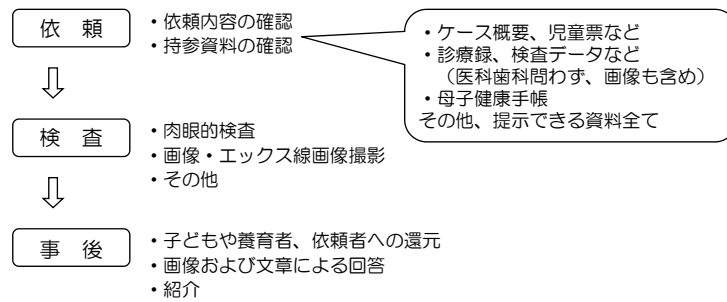 依 頼
・依頼内容の確認
・持参資料の確認
・ケース概要、児童票など
・診療録、検査データなど
（医科歯科問わず、画像も含め）
・母子健康手帳
その他、提示できる資料全て
検 査
・肉眼的検査
・画像・エックス線画像撮影
・その他
事 後
・子どもや養育者、依頼者への還元
・画像および文章による回答
・紹介